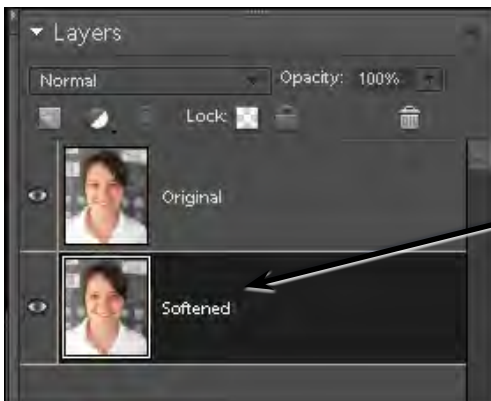 Layers
Normal Opacity: 100%
Lock:
Original
Softened